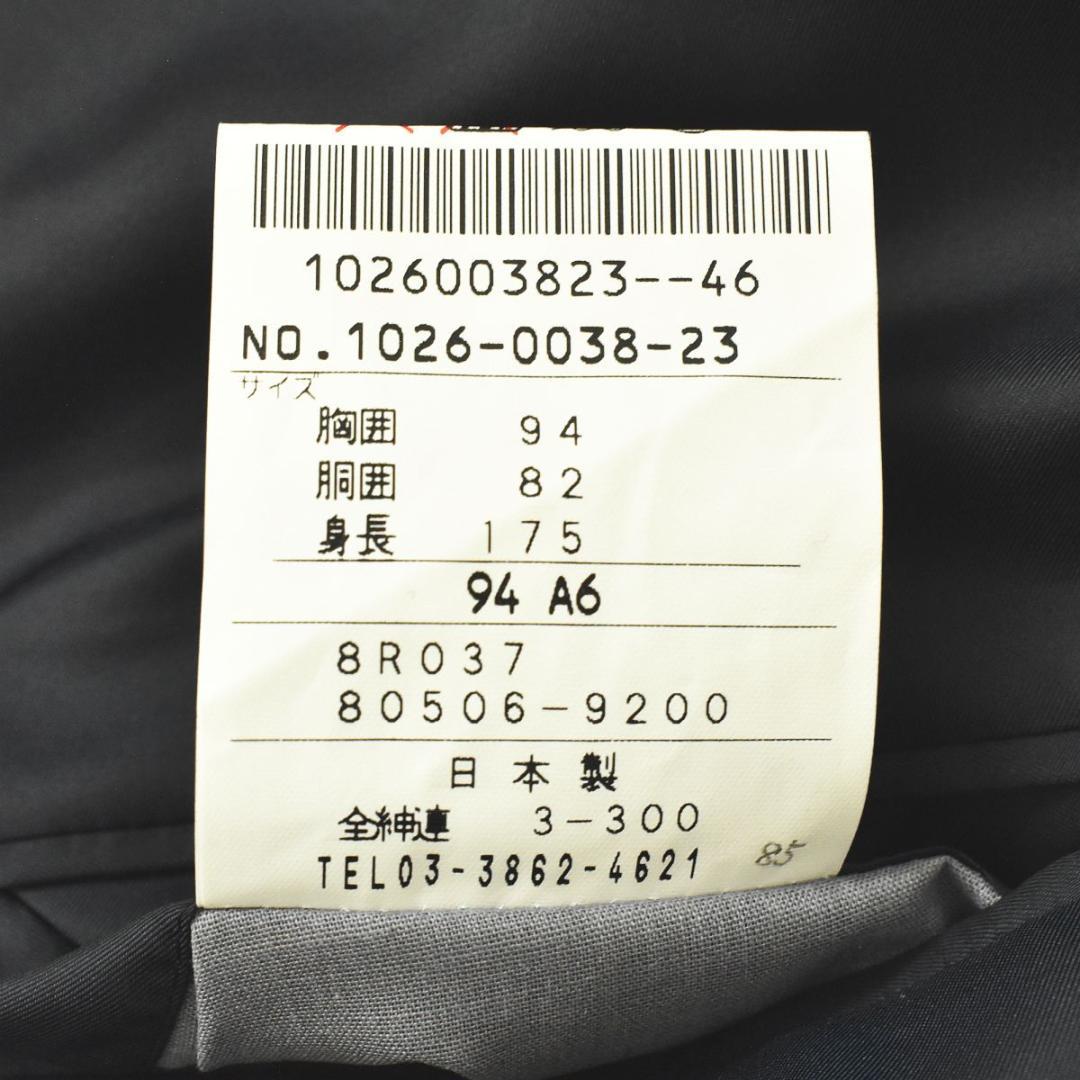 1026003823--46
NO.1026-0038-23
サイズ
胸囲 94
胴囲 82
身長 175
94 A6
8R037
80506-9200
日本製
全紳連 3-300
TEL03-3862-4621
85